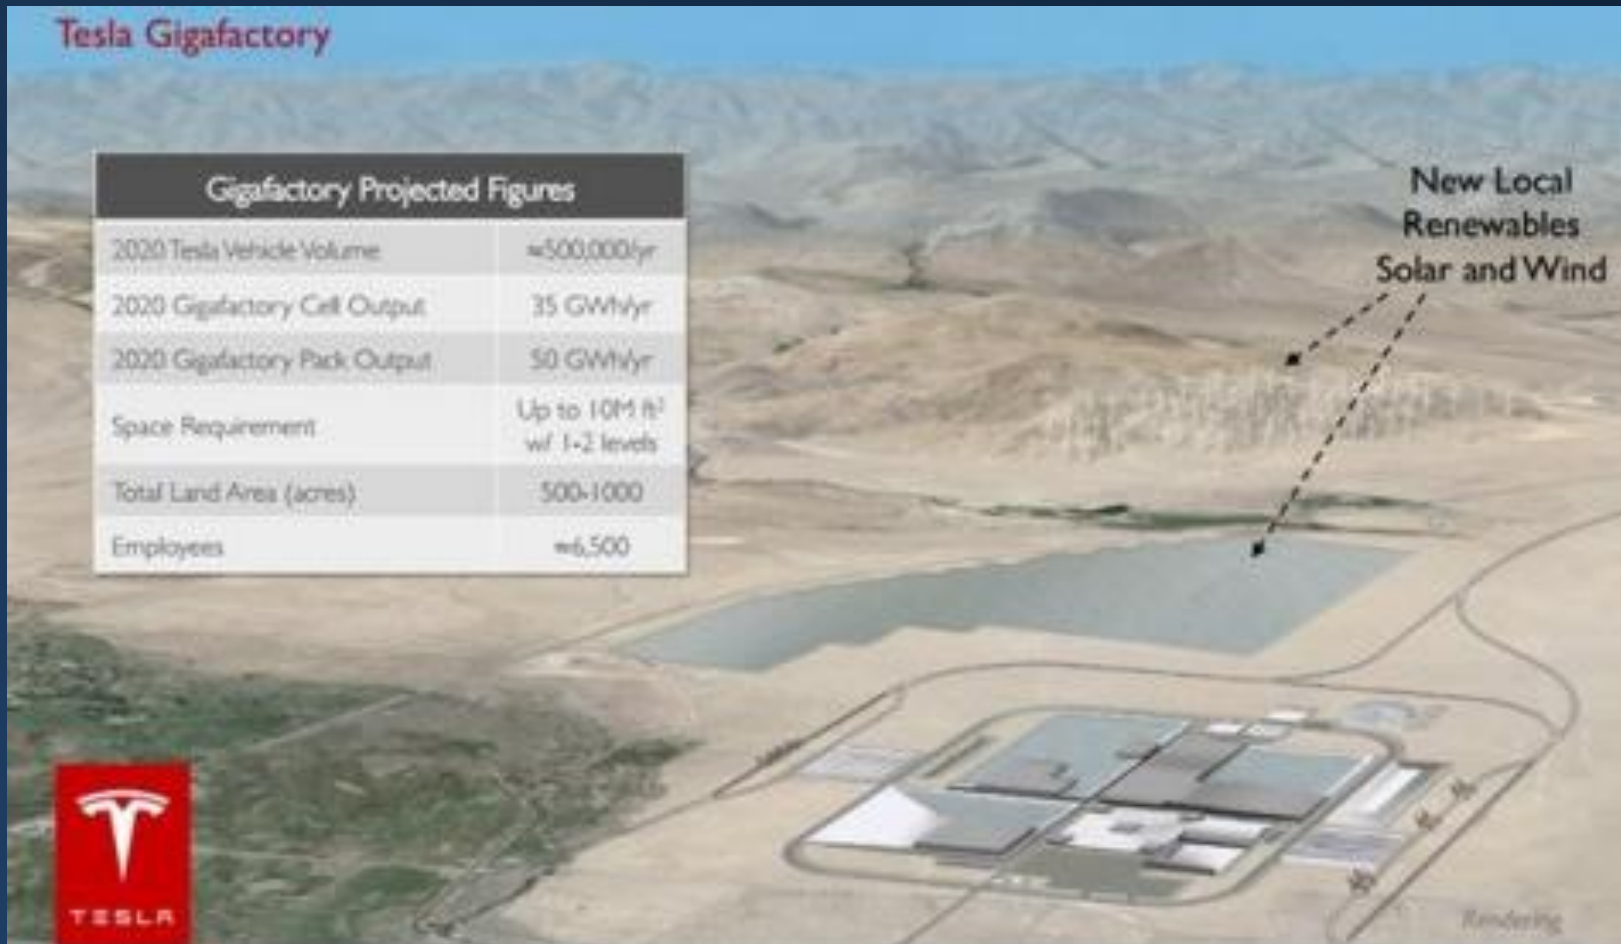 Tesla Gigafactory
Gigafactory Projected Figures
2020 Tesla Vehicle Volume ≈500,000/yr
2020 Gigafactory Cell Output 35 GWh/yr
2020 Gigafactory Pack Output 50 GWh/yr
Space Requirement Up to 10M ft²
w/ 1-2 levels
Total Land Area (acres) 500-1000
Employees ≈6,500
New Local
Renewables
Solar and Wind
TESLA
Rendering